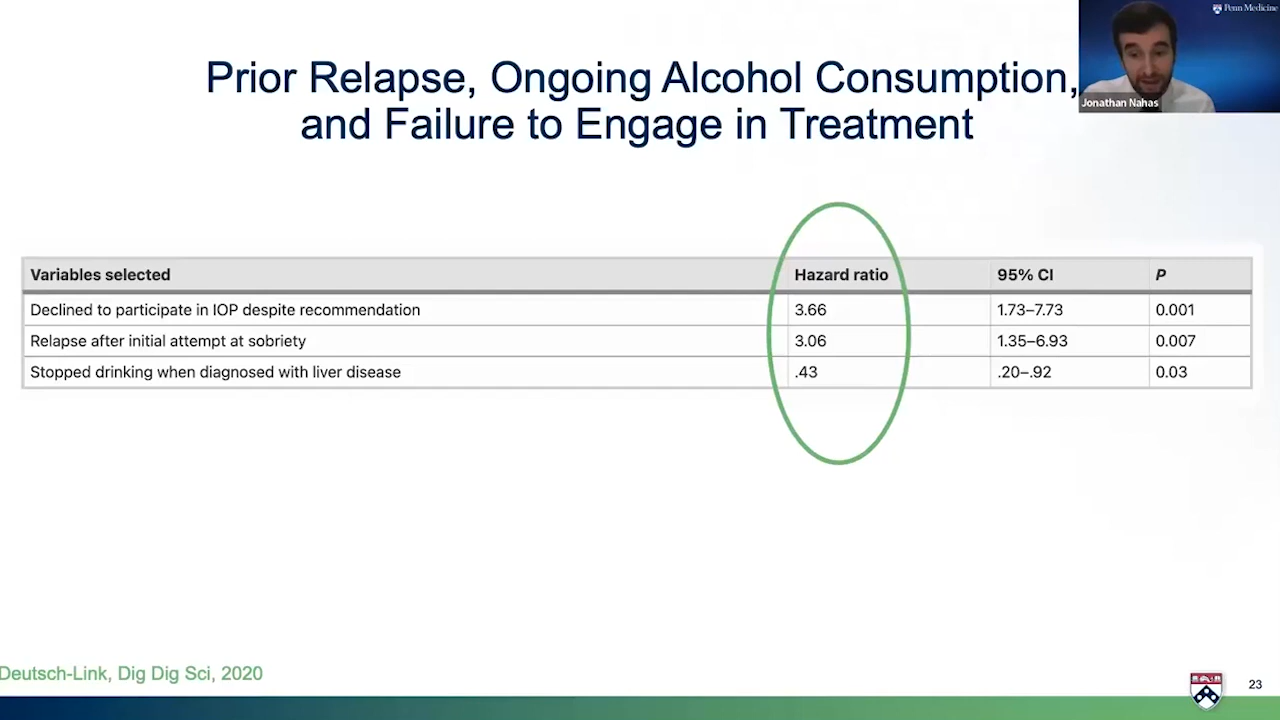 Penn Medicine
Jonathan Nahas
Prior Relapse, Ongoing Alcohol Consumption,
and Failure to Engage in Treatment
Variables selected Hazard ratio 95% CI P
Declined to participate in IOP despite recommendation 3.66 1.73–7.73 0.001
Relapse after initial attempt at sobriety 3.06 1.35–6.93 0.007
Stopped drinking when diagnosed with liver disease .43 .20–.92 0.03
Deutsch-Link, Dig Dig Sci, 2020
23